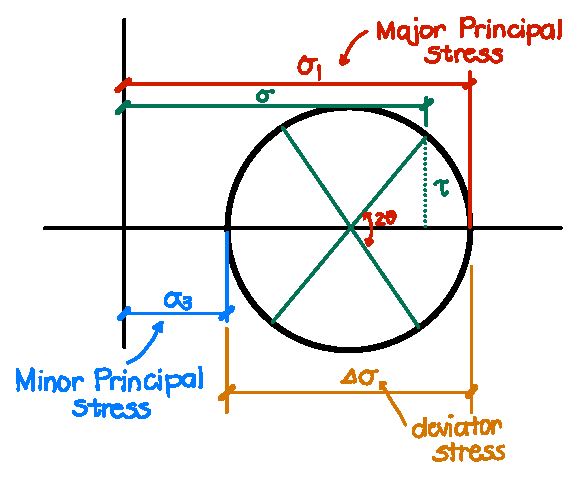 Major Principal
Stress
σ₁
σ
τ
2θ
σ₃
Minor Principal
Stress
Δσ
deviator
stress